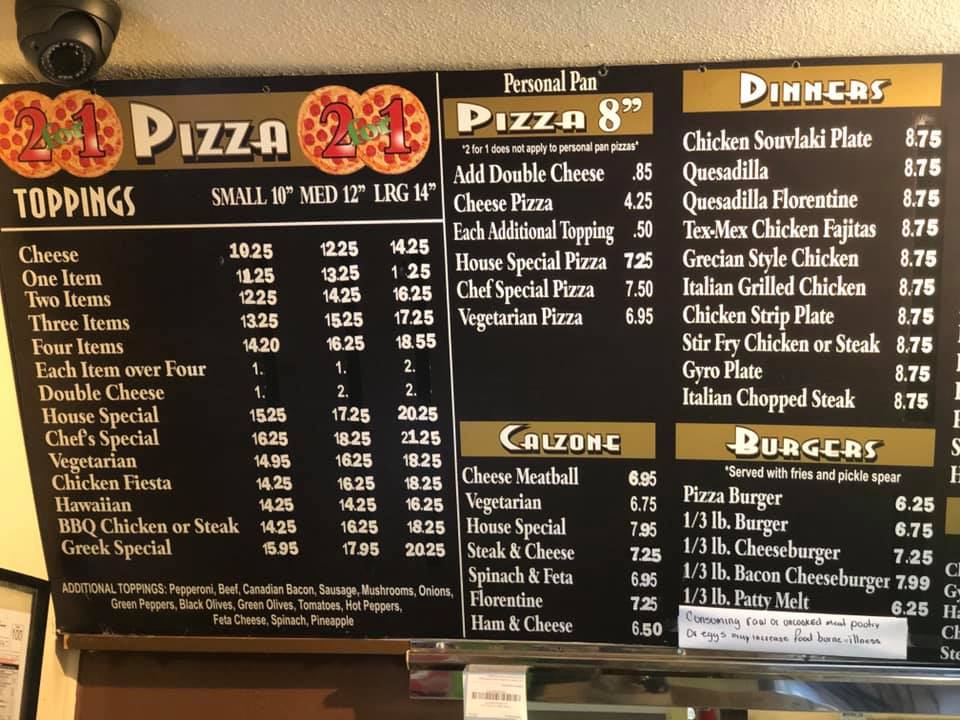 2 for 1 PIZZA 2 for 1
TOPPINGS SMALL 10” MED 12” LRG 14”
Cheese 10.25 12.25 14.25
One Item 11.25 13.25 1 25
Two Items 12.25 14.25 16.25
Three Items 13.25 15.25 17.25
Four Items 14.20 16.25 18.55
Each Item over Four 1. 1. 2.
Double Cheese 1. 2. 2.
House Special 15.25 17.25 20.25
Chef's Special 16.25 18.25 21.25
Vegetarian 14.95 16.25 18.25
Chicken Fiesta 14.25 16.25 18.25
Hawaiian 14.25 14.25 16.25
BBQ Chicken or Steak 14.25 16.25 18.25
Greek Special 15.95 17.95 20.25
ADDITIONAL TOPPINGS: Pepperoni, Beef, Canadian Bacon, Sausage, Mushrooms, Onions,
Green Peppers, Black Olives, Green Olives, Tomatoes, Hot Peppers,
Feta Cheese, Spinach, Pineapple
Personal Pan
PIZZA 8”
*2 for 1 does not apply to personal pan pizzas*
Add Double Cheese .85
Cheese Pizza 4.25
Each Additional Topping .50
House Special Pizza 7.25
Chef Special Pizza 7.50
Vegetarian Pizza 6.95
CALZONE
Cheese Meatball 6.95
Vegetarian 6.75
House Special 7.95
Steak & Cheese 7.25
Spinach & Feta 6.95
Florentine 7.25
Ham & Cheese 6.50
DINNERS
Chicken Souvlaki Plate 8.75
Quesadilla 8.75
Quesadilla Florentine 8.75
Tex-Mex Chicken Fajitas 8.75
Grecian Style Chicken 8.75
Italian Grilled Chicken 8.75
Chicken Strip Plate 8.75
Stir Fry Chicken or Steak 8.75
Gyro Plate 8.75
Italian Chopped Steak 8.75
BURGERS
*Served with fries and pickle spear
Pizza Burger 6.25
1/3 lb. Burger 6.75
1/3 lb. Cheeseburger 7.25
1/3 lb. Bacon Cheeseburger 7.99
1/3 lb. Patty Melt 6.25
Consuming raw or uncooked meat pootry
Or eggs may increase food borne-illness